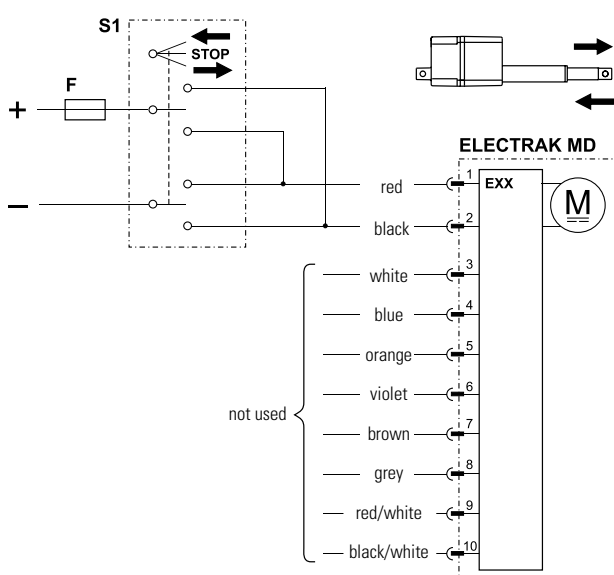 S1
STOP
F
+
–
ELECTRAK MD
red
1
EXX
M
black
2
white
3
blue
4
orange
5
violet
6
not used
brown
7
grey
8
red/white
9
black/white
10